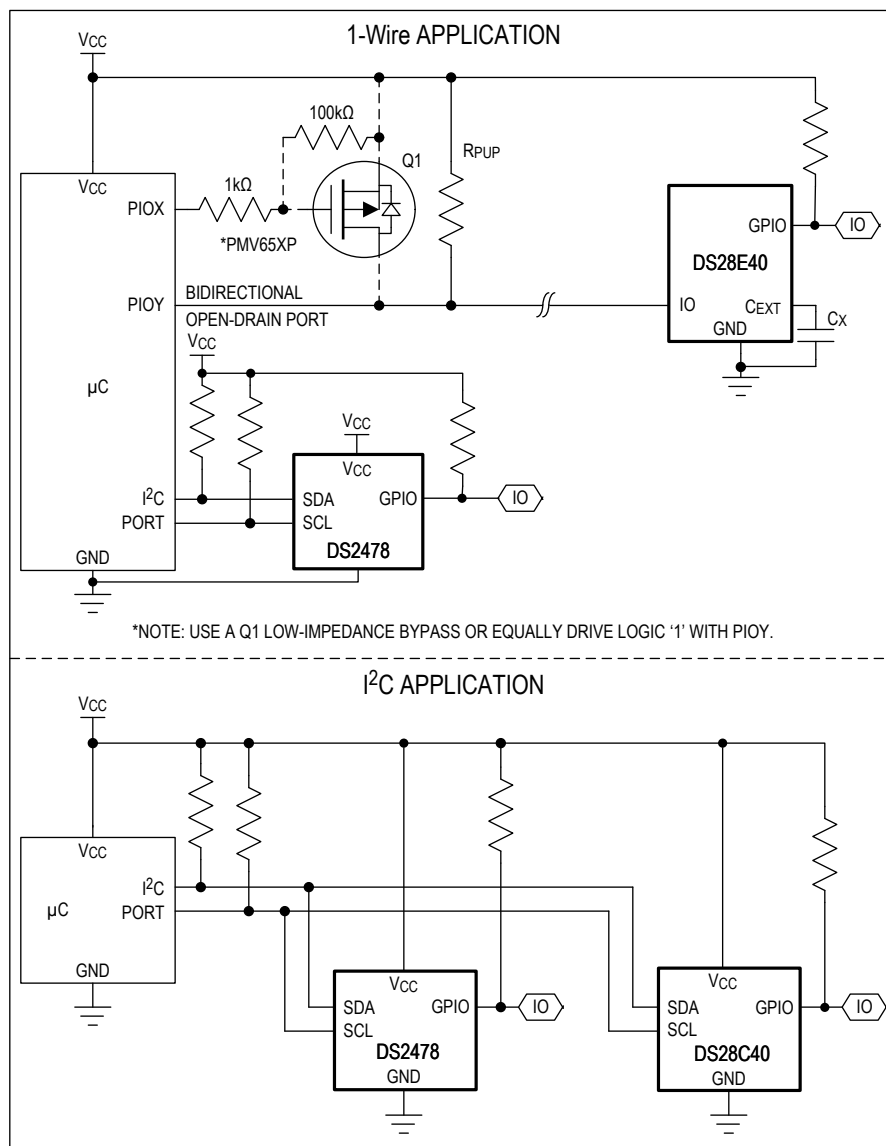 1-Wire APPLICATION
VCC
100kΩ
Q1
RPUP
VCC
1kΩ
PIOX
*PMV65XP
GPIO
IO
DS28E40
PIOY
BIDIRECTIONAL
OPEN-DRAIN PORT
IO
CEXT
GND
CX
VCC
µC
VCC
VCC
I²C
SDA
GPIO
IO
PORT
SCL
DS2478
GND
*NOTE: USE A Q1 LOW-IMPEDANCE BYPASS OR EQUALLY DRIVE LOGIC ‘1’ WITH PIOY.
I²C APPLICATION
VCC
VCC
I²C
µC
PORT
GND
VCC
SDA
GPIO
IO
SCL
DS2478
GND
VCC
SDA
GPIO
IO
SCL
DS28C40
GND